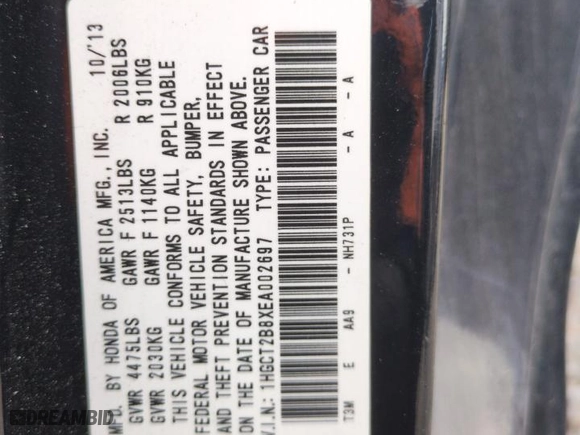 MFD. BY HONDA OF AMERICA MFG., INC. 10/'13
GVWR 4475LBS GAWR F 2513LBS R 2006LBS
GVWR 2030KG GAWR F 1140KG R 910KG
THIS VEHICLE CONFORMS TO ALL APPLICABLE
FEDERAL MOTOR VEHICLE SAFETY, BUMPER,
AND THEFT PREVENTION STANDARDS IN EFFECT
ON THE DATE OF MANUFACTURE SHOWN ABOVE.
V.I.N.: 1HGCT2B8XEA002697 TYPE: PASSENGER CAR
T3M E AA9 - NH731P - A - A
DREAMBID